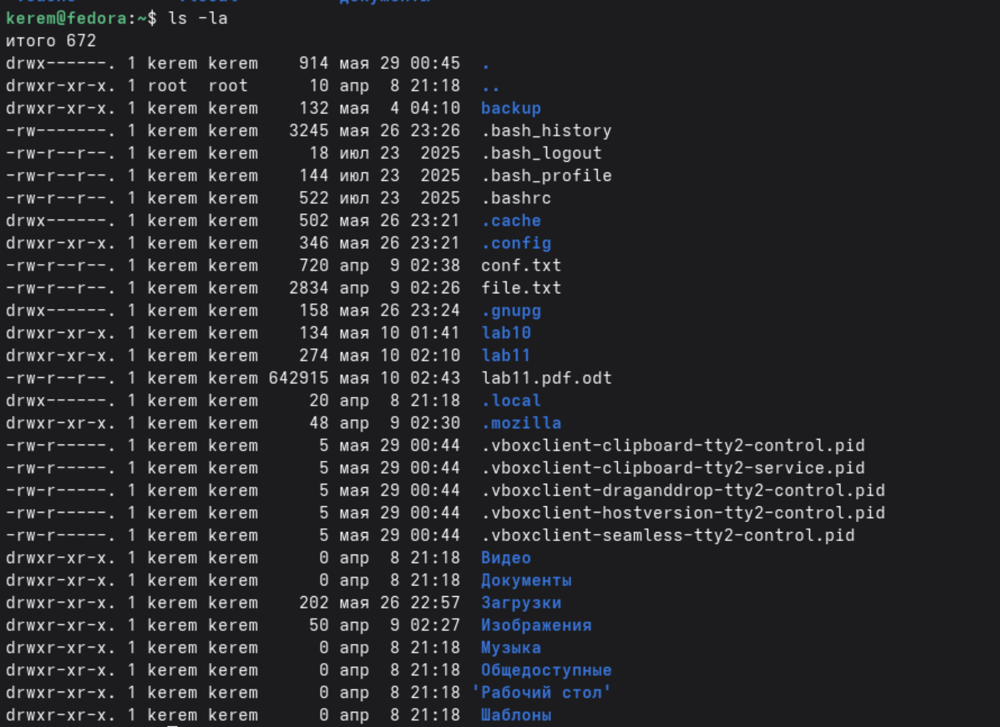 kerem@fedora:~$ ls -la
итого 672
drwx------. 1 kerem kerem    914 мая 29 00:45  .
drwxr-xr-x. 1 root  root      10 апр  8 21:18  ..
drwxr-xr-x. 1 kerem kerem    132 мая  4 04:10  backup
-rw-------. 1 kerem kerem   3245 мая 26 23:26  .bash_history
-rw-r--r--. 1 kerem kerem     18 июл 23  2025  .bash_logout
-rw-r--r--. 1 kerem kerem    144 июл 23  2025  .bash_profile
-rw-r--r--. 1 kerem kerem    522 июл 23  2025  .bashrc
drwx------. 1 kerem kerem    502 мая 26 23:21  .cache
drwxr-xr-x. 1 kerem kerem    346 мая 26 23:21  .config
-rw-r--r--. 1 kerem kerem    720 апр  9 02:38  conf.txt
-rw-r--r--. 1 kerem kerem   2834 апр  9 02:26  file.txt
drwx------. 1 kerem kerem    158 мая 26 23:24  .gnupg
drwxr-xr-x. 1 kerem kerem    134 мая 10 01:41  lab10
drwxr-xr-x. 1 kerem kerem    274 мая 10 02:10  lab11
-rw-r--r--. 1 kerem kerem 642915 мая 10 02:43  lab11.pdf.odt
drwx------. 1 kerem kerem     20 апр  8 21:18  .local
drwxr-xr-x. 1 kerem kerem     48 апр  9 02:30  .mozilla
-rw-r-----. 1 kerem kerem      5 мая 29 00:44  .vboxclient-clipboard-tty2-control.pid
-rw-r-----. 1 kerem kerem      5 мая 29 00:44  .vboxclient-clipboard-tty2-service.pid
-rw-r-----. 1 kerem kerem      5 мая 29 00:44  .vboxclient-draganddrop-tty2-control.pid
-rw-r-----. 1 kerem kerem      5 мая 29 00:44  .vboxclient-hostversion-tty2-control.pid
-rw-r-----. 1 kerem kerem      5 мая 29 00:44  .vboxclient-seamless-tty2-control.pid
drwxr-xr-x. 1 kerem kerem      0 апр  8 21:18  Видео
drwxr-xr-x. 1 kerem kerem      0 апр  8 21:18  Документы
drwxr-xr-x. 1 kerem kerem    202 мая 26 22:57  Загрузки
drwxr-xr-x. 1 kerem kerem     50 апр  9 02:27  Изображения
drwxr-xr-x. 1 kerem kerem      0 апр  8 21:18  Музыка
drwxr-xr-x. 1 kerem kerem      0 апр  8 21:18  Общедоступные
drwxr-xr-x. 1 kerem kerem      0 апр  8 21:18 'Рабочий стол'
drwxr-xr-x. 1 kerem kerem      0 апр  8 21:18  Шаблоны